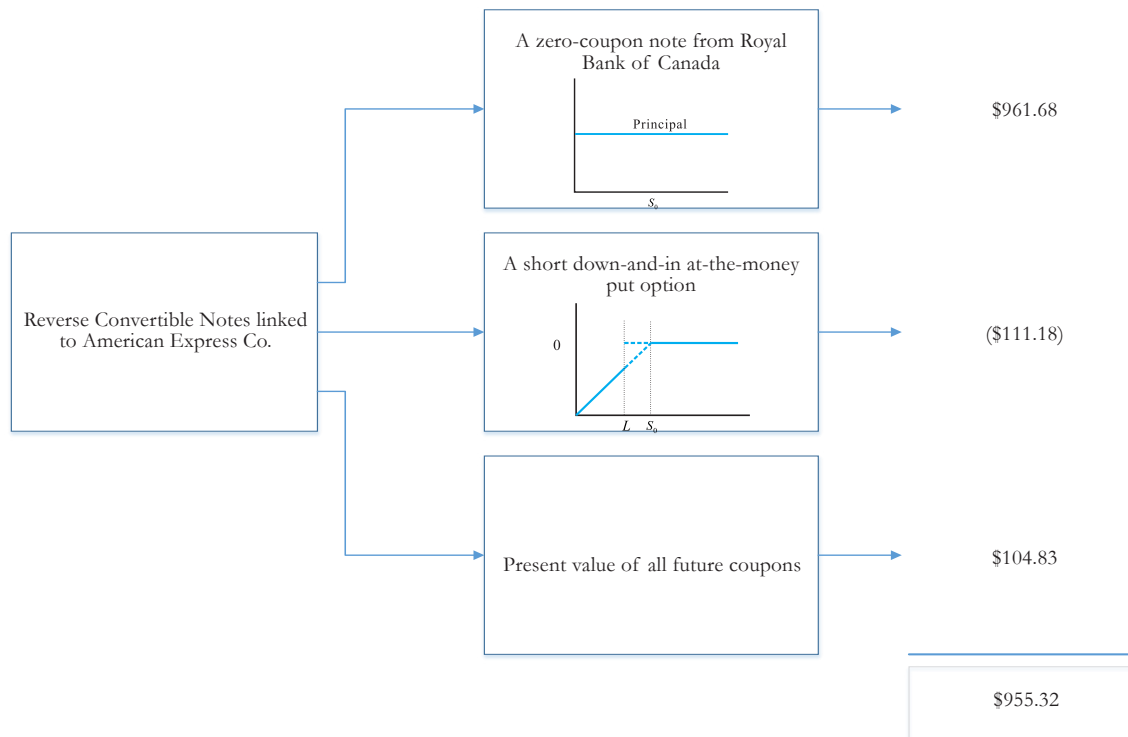 A zero-coupon note from Royal
Bank of Canada
Principal
S₀
$961.68
Reverse Convertible Notes linked
to American Express Co.
A short down-and-in at-the-money
put option
0
L S₀
($111.18)
Present value of all future coupons
$104.83
$955.32